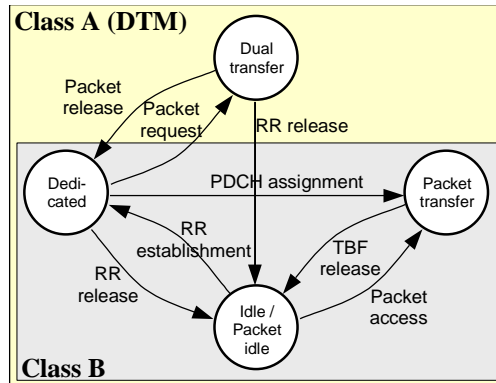 Class A (DTM)
Dual
transfer
Packet
release
Packet
request
RR release
Dedi-
cated
PDCH assignment
Packet
transfer
RR
establishment
TBF
release
RR
release
Packet
access
Idle /
Packet
idle
Class B